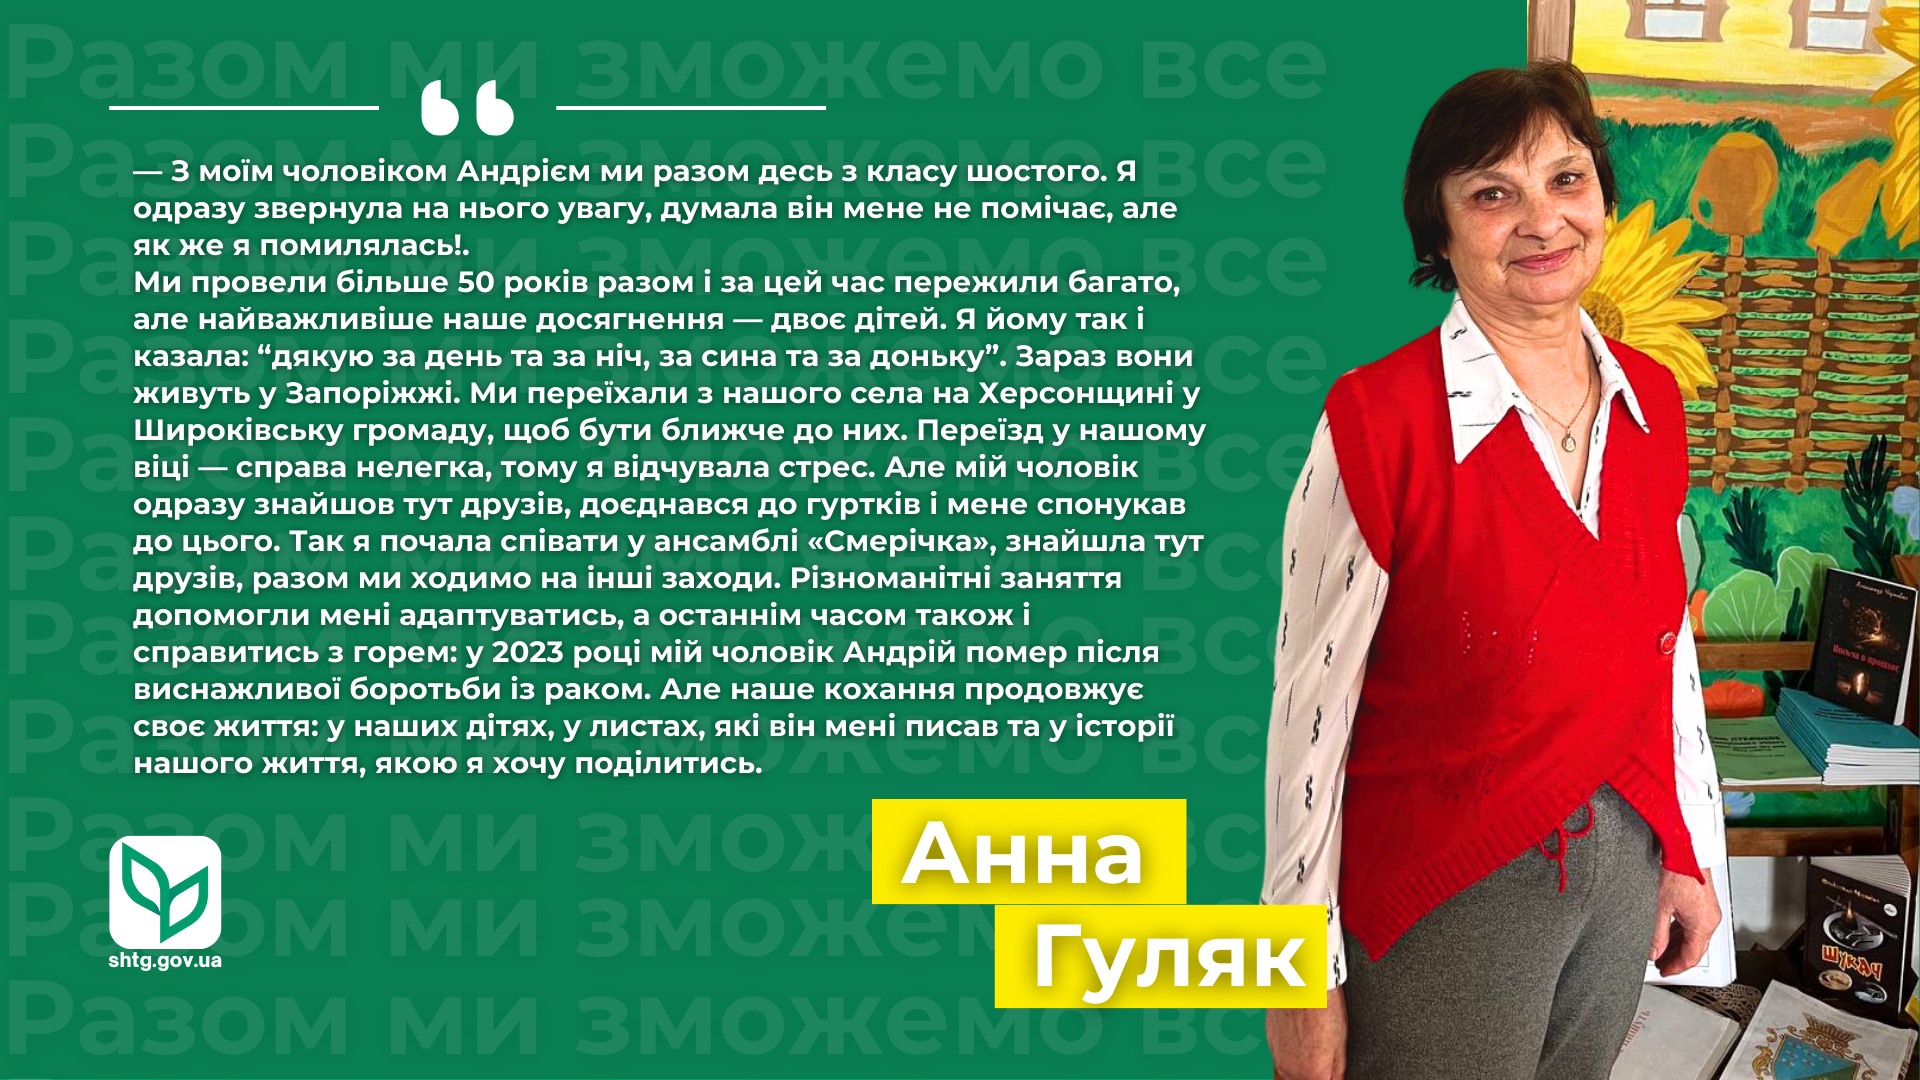 Разом ми зможемо все
— З моїм чоловіком Андрієм ми разом десь з класу шостого. Я
одразу звернула на нього увагу, думала він мене не помічає, але
як же я помилялась!.
Ми провели більше 50 років разом і за цей час пережили багато,
але найважливіше наше досягнення — двоє дітей. Я йому так і
казала: “дякую за день та за ніч, за сина та за доньку”. Зараз вони
живуть у Запоріжжі. Ми переїхали з нашого села на Херсонщині у
Широківську громаду, щоб бути ближче до них. Переїзд у нашому
віці — справа нелегка, тому я відчувала стрес. Але мій чоловік
одразу знайшов тут друзів, доєднався до гуртків і мене спонукав
до цього. Так я почала співати у ансамблі «Смерічка», знайшла тут
друзів, разом ми ходимо на інші заходи. Різноманітні заняття
допомогли мені адаптуватись, а останнім часом також і
справитись з горем: у 2023 році мій чоловік Андрій помер після
виснажливої боротьби із раком. Але наше кохання продовжує
своє життя: у наших дітях, у листах, які він мені писав та у історії
нашого життя, якою я хочу поділитись.
Анна
Гуляк
shtg.gov.ua
Письма в прошлое
ШУКАЧ